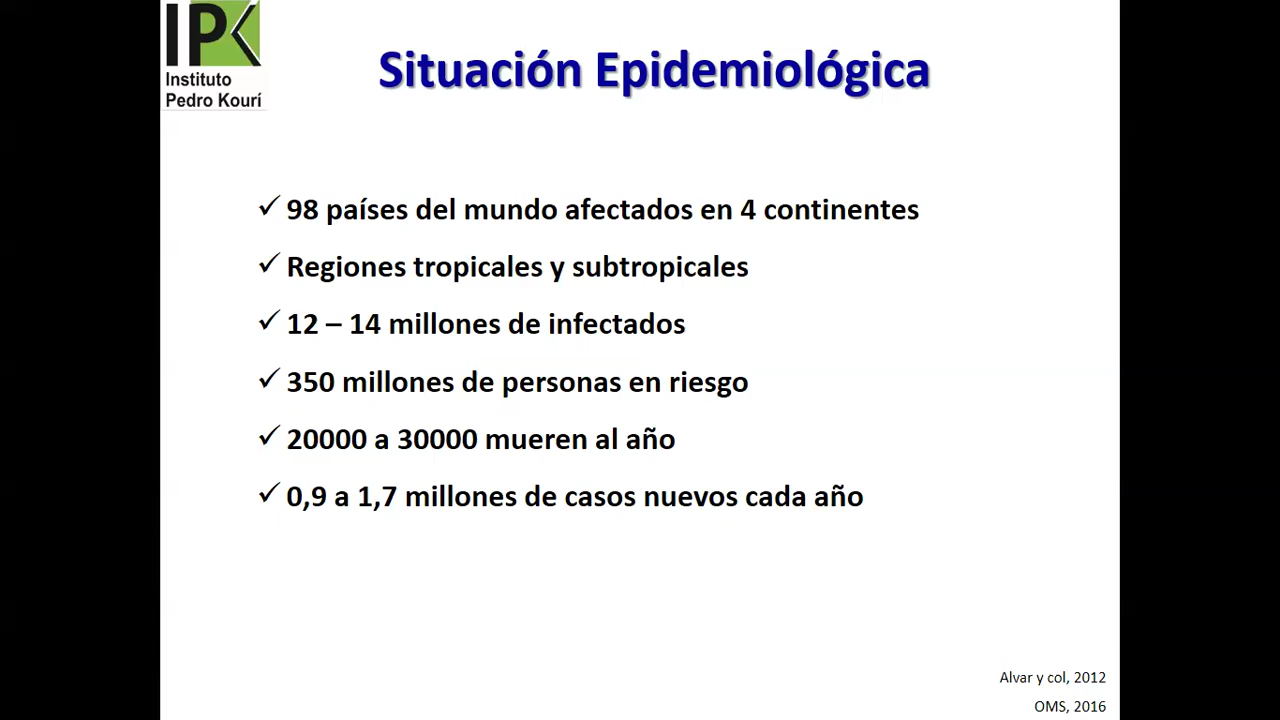 IPK
Instituto
Pedro Kourí
Situación Epidemiológica
✓ 98 países del mundo afectados en 4 continentes
✓ Regiones tropicales y subtropicales
✓ 12 – 14 millones de infectados
✓ 350 millones de personas en riesgo
✓ 20000 a 30000 mueren al año
✓ 0,9 a 1,7 millones de casos nuevos cada año
Alvar y col, 2012
OMS, 2016